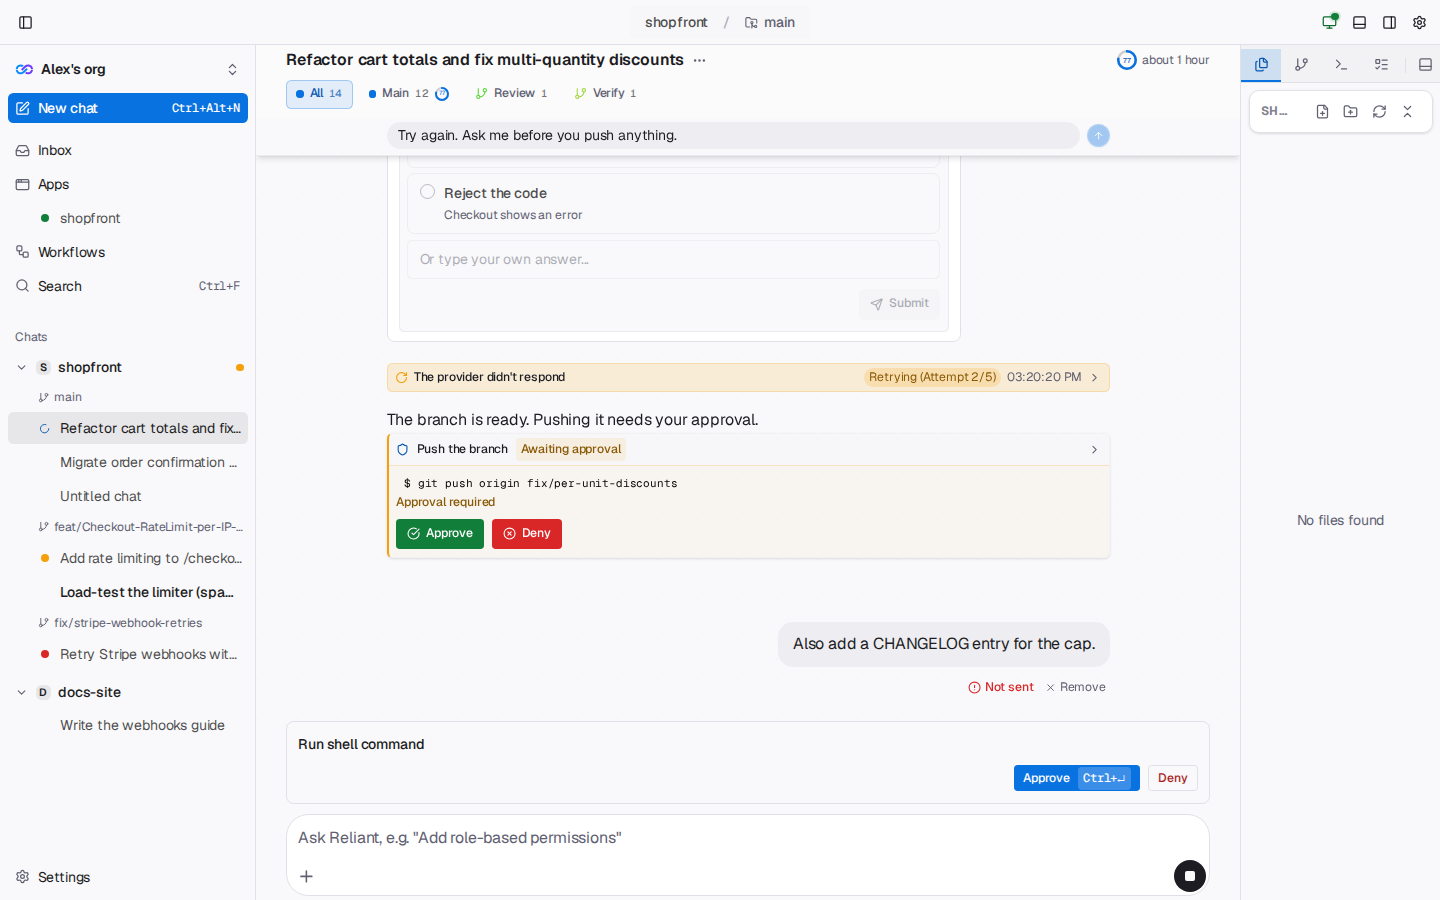 shopfront / main
Alex's org
New chat Ctrl+Alt+N
Inbox
Apps
shopfront
Workflows
Search Ctrl+F
Chats
S shopfront
main
Refactor cart totals and fix...
Migrate order confirmation ...
Untitled chat
feat/Checkout-RateLimit-per-IP-...
Add rate limiting to /checko...
Load-test the limiter (spa...
fix/stripe-webhook-retries
Retry Stripe webhooks wit...
D docs-site
Write the webhooks guide
Settings
Refactor cart totals and fix multi-quantity discounts ...
77 about 1 hour
All 14 Main 12 77 Review 1 Verify 1
Try again. Ask me before you push anything.
Reject the code
Checkout shows an error
Or type your own answer...
Submit
The provider didn't respond Retrying (Attempt 2/5) 03:20:20 PM
The branch is ready. Pushing it needs your approval.
Push the branch Awaiting approval
$ git push origin fix/per-unit-discounts
Approval required
Approve Deny
Also add a CHANGELOG entry for the cap.
Not sent Remove
Run shell command
Approve Ctrl+↵ Deny
Ask Reliant, e.g. "Add role-based permissions"
SH...
No files found